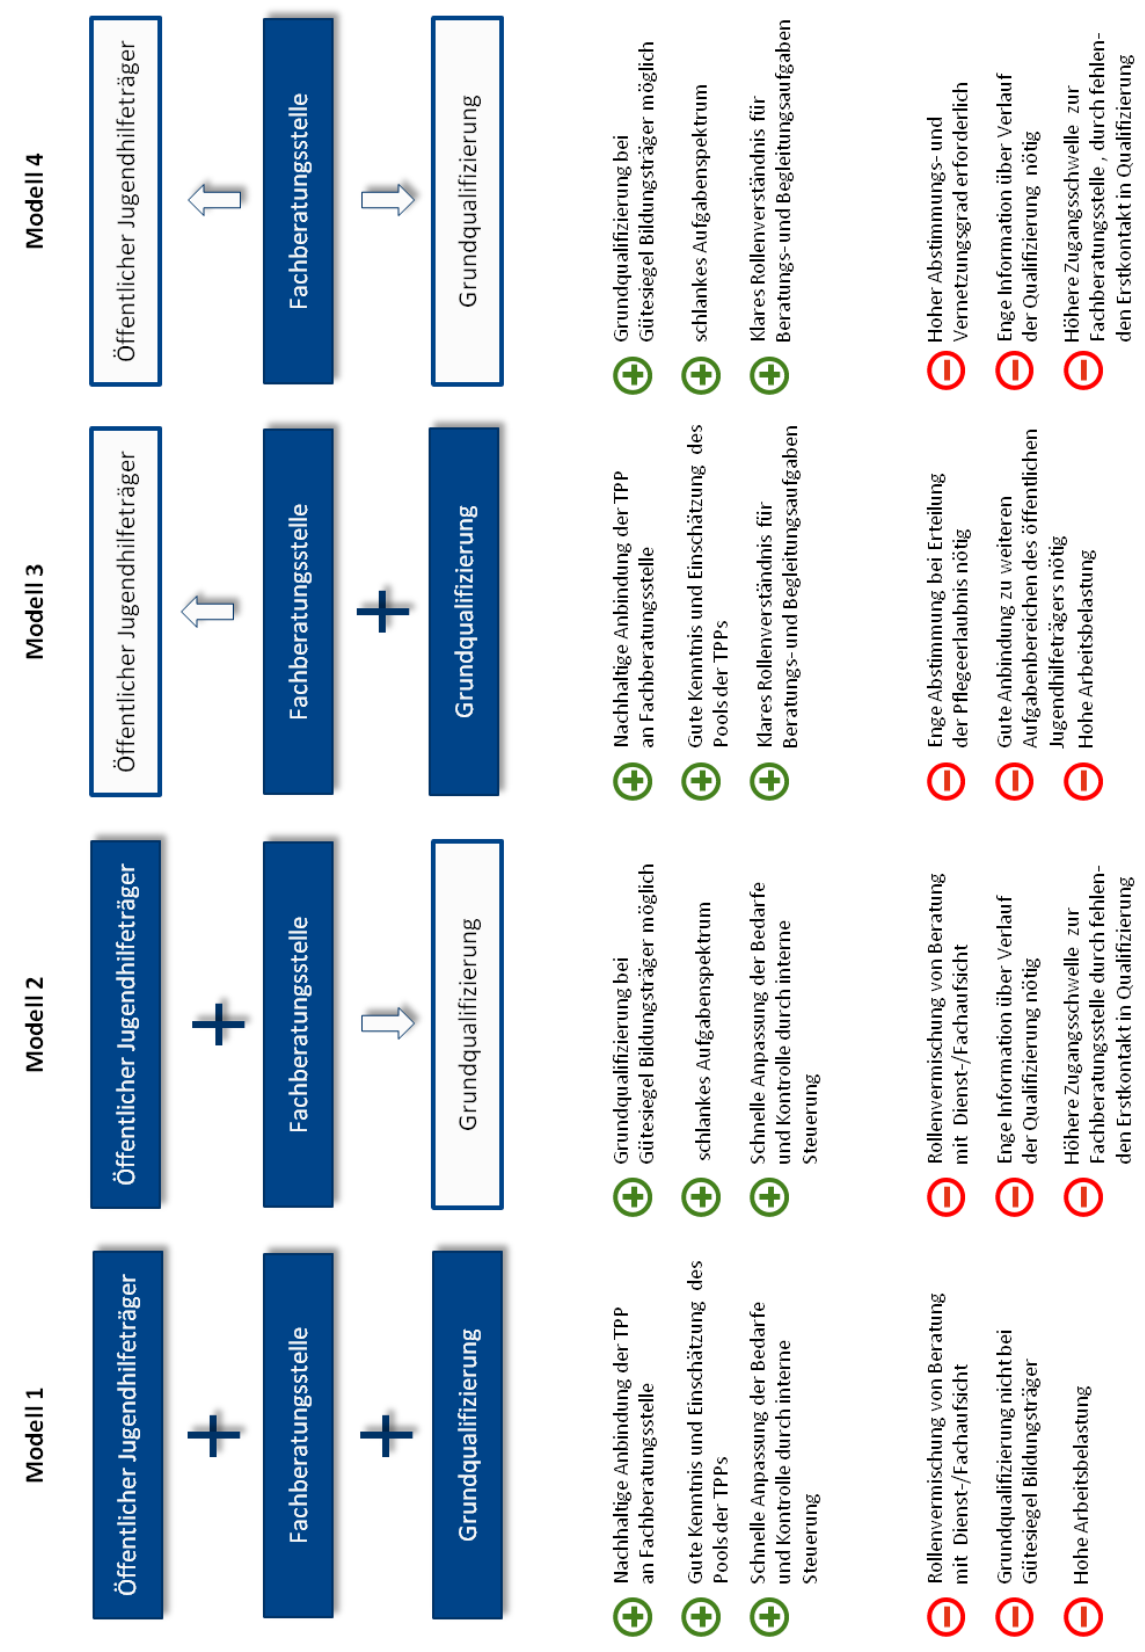 Modell 1
Öffentlicher Jugendhilfeträger
Fachberatungsstelle
Grundqualifizierung
Nachhaltige Anbindung der TPP
an Fachberatungsstelle
Gute Kenntnis und Einschätzung des
Pools der TPPs
Schnelle Anpassung der Bedarfe
und Kontrolle durch interne
Steuerung
Rollenvermischung von Beratung
mit Dienst-/Fachaufsicht
Grundqualifizierung nicht bei
Gütesiegel Bildungsträger
Hohe Arbeitsbelastung
Modell 2
Öffentlicher Jugendhilfeträger
Fachberatungsstelle
Grundqualifizierung
Grundqualifizierung bei
Gütesiegel Bildungsträger möglich
schlankes Aufgabenspektrum
Schnelle Anpassung der Bedarfe
und Kontrolle durch interne
Steuerung
Rollenvermischung von Beratung
mit Dienst-/Fachaufsicht
Enge Information über Verlauf
der Qualifizierung nötig
Höhere Zugangsschwelle zur
Fachberatungsstelle durch fehlen-
den Erstkontakt in Qualifizierung
Modell 3
Öffentlicher Jugendhilfeträger
Fachberatungsstelle
Grundqualifizierung
Nachhaltige Anbindung der TPP
an Fachberatungsstelle
Gute Kenntnis und Einschätzung des
Pools der TPPs
Klares Rollenverständnis für
Beratungs- und Begleitungsaufgaben
Enge Abstimmung bei Erteilung
der Pflegeerlaubnis nötig
Gute Anbindung zu weiteren
Aufgabenbereichen des öffentlichen
Jugendhilfeträgers nötig
Hohe Arbeitsbelastung
Modell 4
Öffentlicher Jugendhilfeträger
Fachberatungsstelle
Grundqualifizierung
Grundqualifizierung bei
Gütesiegel Bildungsträger möglich
schlankes Aufgabenspektrum
Klares Rollenverständnis für
Beratungs- und Begleitungsaufgaben
Hoher Abstimmungs- und
Vernetzungsgrad erforderlich
Enge Information über Verlauf
der Qualifizierung nötig
Höhere Zugangsschwelle zur
Fachberatungsstelle , durch fehlen-
den Erstkontakt in Qualifizierung